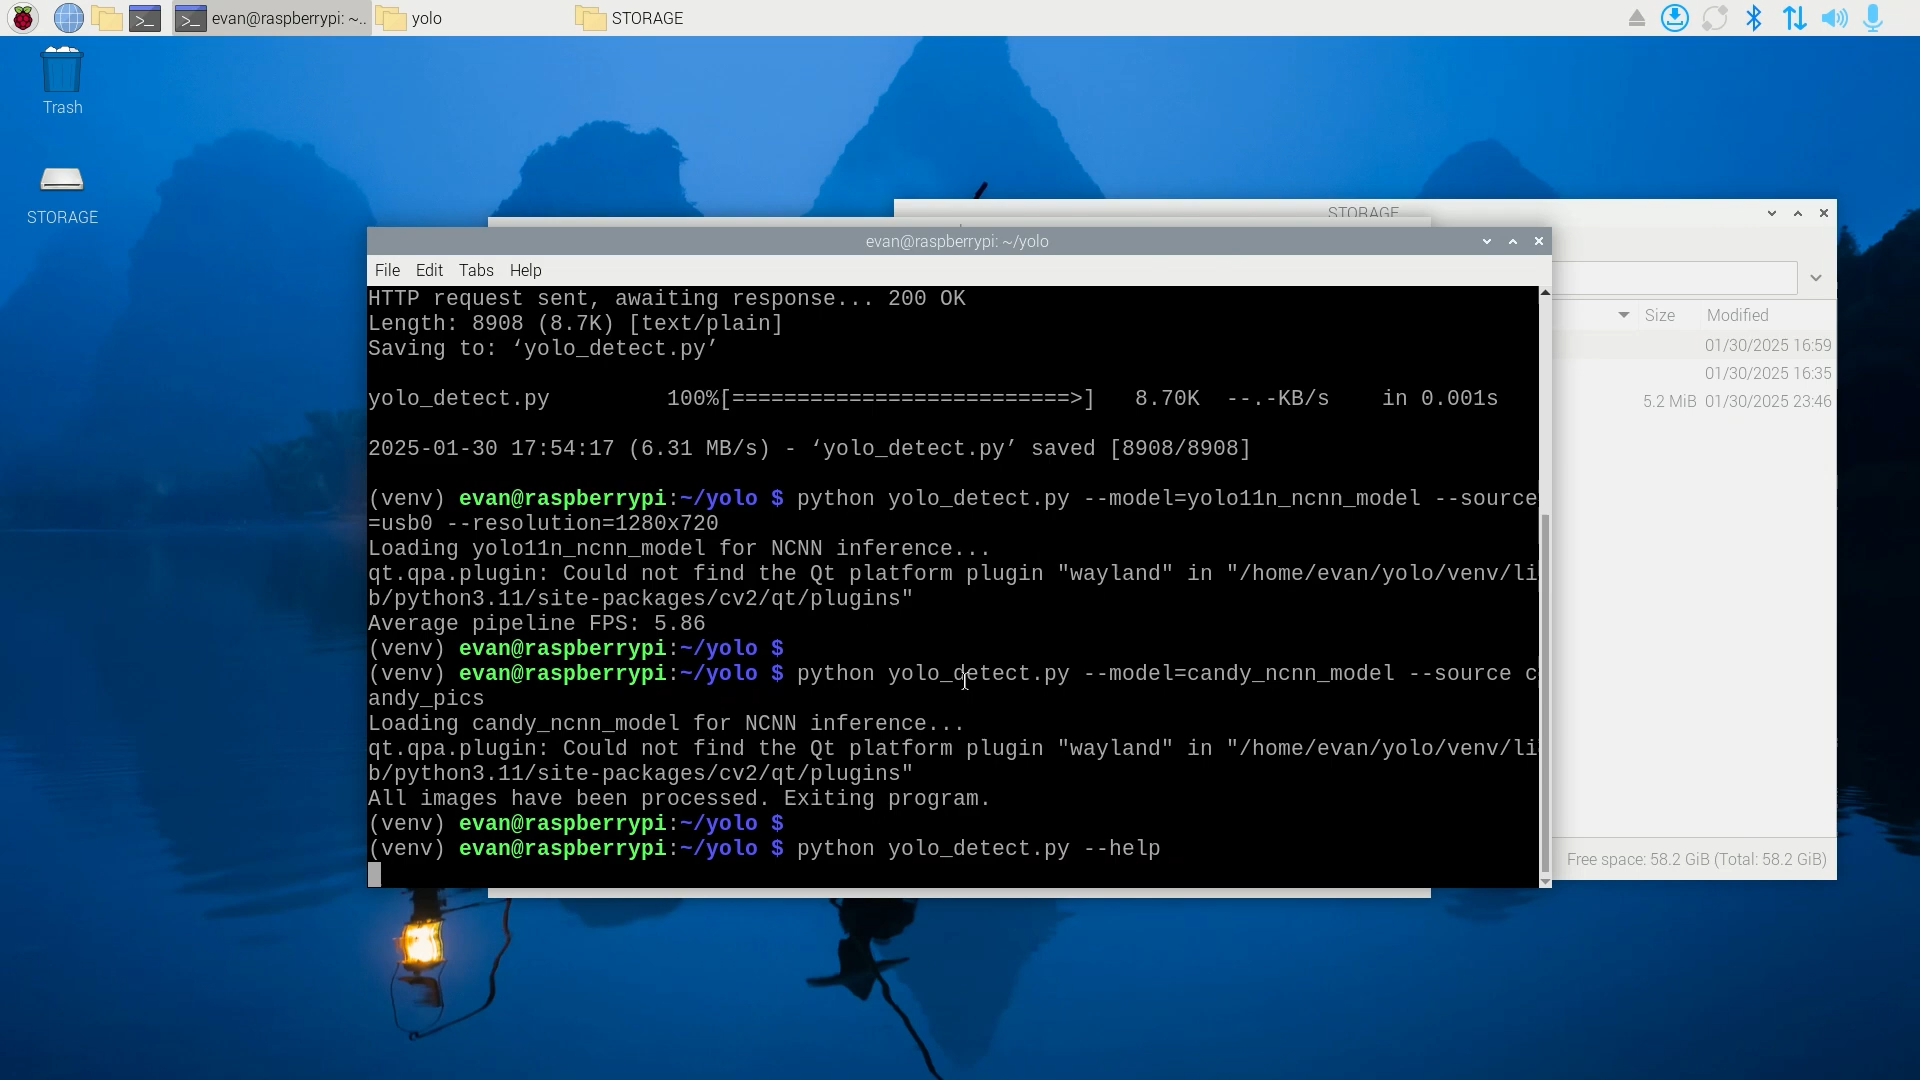 evan@raspberrypi: ~..
yolo
STORAGE
Trash
STORAGE
STORAGE
evan@raspberrypi: ~/yolo
File Edit Tabs Help
Size Modified
01/30/2025 16:59
01/30/2025 16:35
5.2 MiB 01/30/2025 23:46
Free space: 58.2 GiB (Total: 58.2 GiB)
HTTP request sent, awaiting response... 200 OK
Length: 8908 (8.7K) [text/plain]
Saving to: ‘yolo_detect.py’
yolo_detect.py 100%[==========================>] 8.70K --.-KB/s in 0.001s
2025-01-30 17:54:17 (6.31 MB/s) - ‘yolo_detect.py’ saved [8908/8908]
(venv) evan@raspberrypi:~/yolo $ python yolo_detect.py --model=yolo11n_ncnn_model --source
=usb0 --resolution=1280x720
Loading yolo11n_ncnn_model for NCNN inference...
qt.qpa.plugin: Could not find the Qt platform plugin "wayland" in "/home/evan/yolo/venv/li
b/python3.11/site-packages/cv2/qt/plugins"
Average pipeline FPS: 5.86
(venv) evan@raspberrypi:~/yolo $
(venv) evan@raspberrypi:~/yolo $ python yolo_detect.py --model=candy_ncnn_model --source c
andy_pics
Loading candy_ncnn_model for NCNN inference...
qt.qpa.plugin: Could not find the Qt platform plugin "wayland" in "/home/evan/yolo/venv/li
b/python3.11/site-packages/cv2/qt/plugins"
All images have been processed. Exiting program.
(venv) evan@raspberrypi:~/yolo $
(venv) evan@raspberrypi:~/yolo $ python yolo_detect.py --help